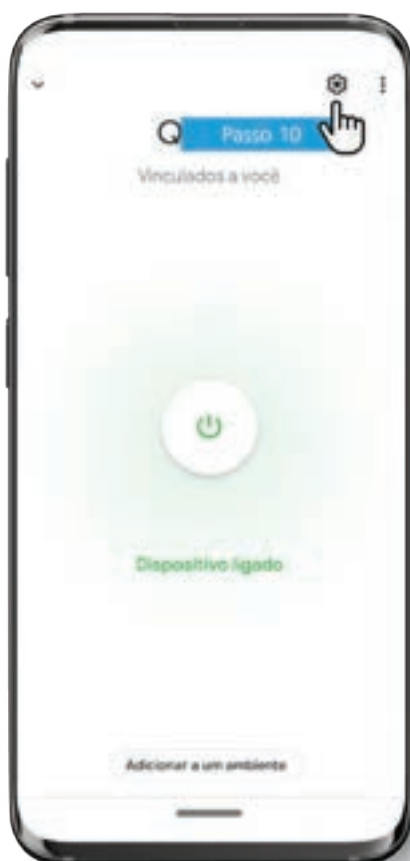 Q Passo 10
Vinculados a você
Dispositivo ligado
Adicionar a um ambiente